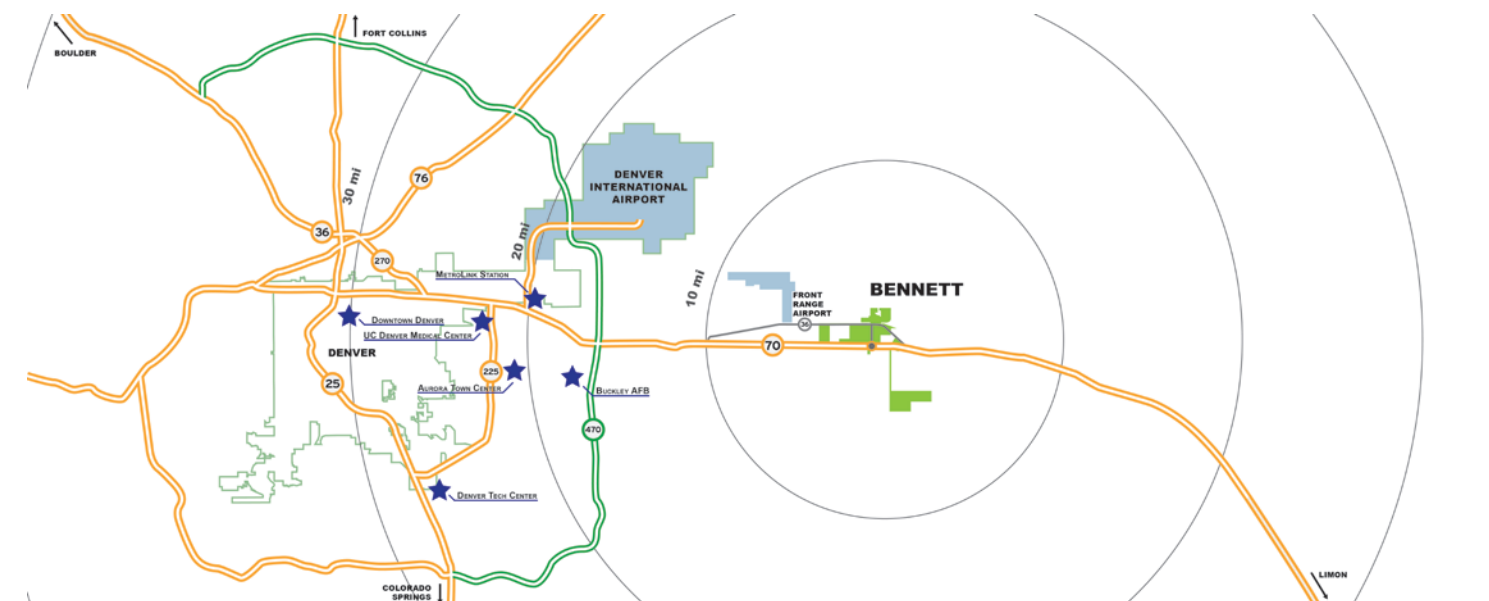 FORT COLLINS
BOULDER
76
30 mi
DENVER
INTERNATIONAL
AIRPORT
36
20 mi
270
METROLINK STATION
10 mi
BENNETT
FRONT
RANGE
AIRPORT
DOWNTOWN DENVER
36
UC DENVER MEDICAL CENTER
70
DENVER
225
25
AURORA TOWN CENTER
BUCKLEY AFB
470
DENVER TECH CENTER
LIMON
COLORADO
SPRINGS